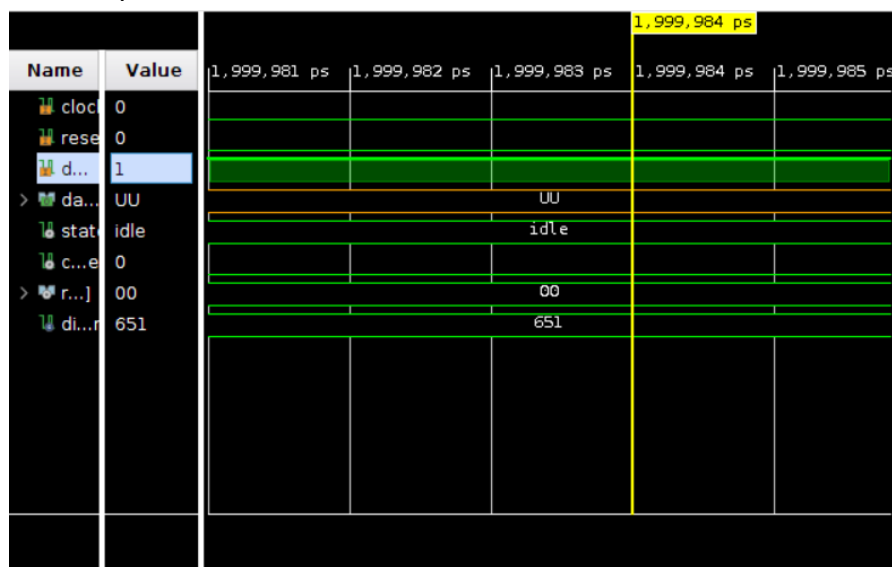 1,999,984 ps
Name Value 1,999,981 ps 1,999,982 ps 1,999,983 ps 1,999,984 ps 1,999,985 ps
cloc 0
rese 0
d... 1
> da... UU UU
stat idle idle
c...e 0
> r...] 00 00
di...r 651 651